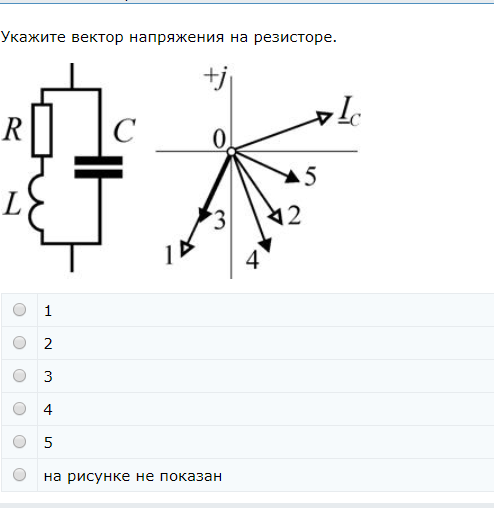 Укажите вектор напряжения на резисторе.
+j
R
C
0
I_C
5
L
3
2
1
4
1
2
3
4
5
на рисунке не показан